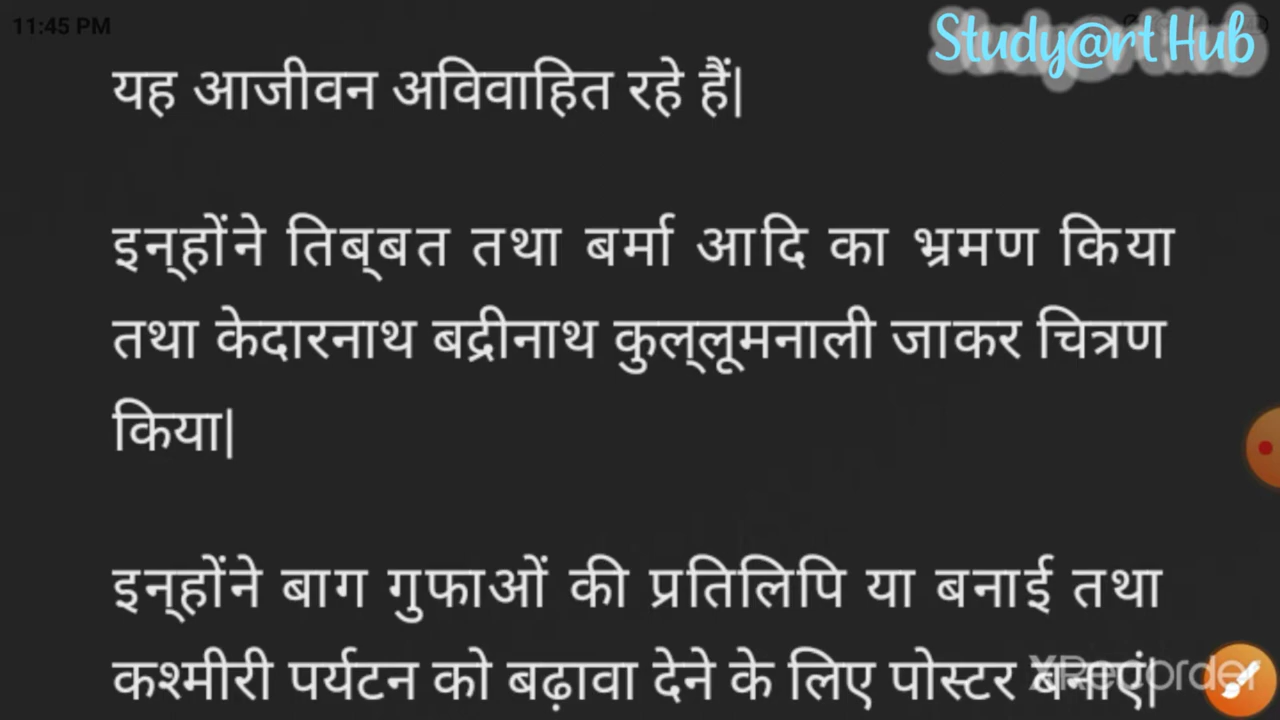 11:45 PM
Study@rt Hub
यह आजीवन अविवाहित रहे हैं|
इन्होंने तिब्बत तथा बर्मा आदि का भ्रमण किया
तथा केदारनाथ बद्रीनाथ कुल्लूमनाली जाकर चित्रण
किया|
इन्होंने बाग गुफाओं की प्रतिलिपि या बनाई तथा
कश्मीरी पर्यटन को बढ़ावा देने के लिए पोस्टर बनाएं|
XRecorder